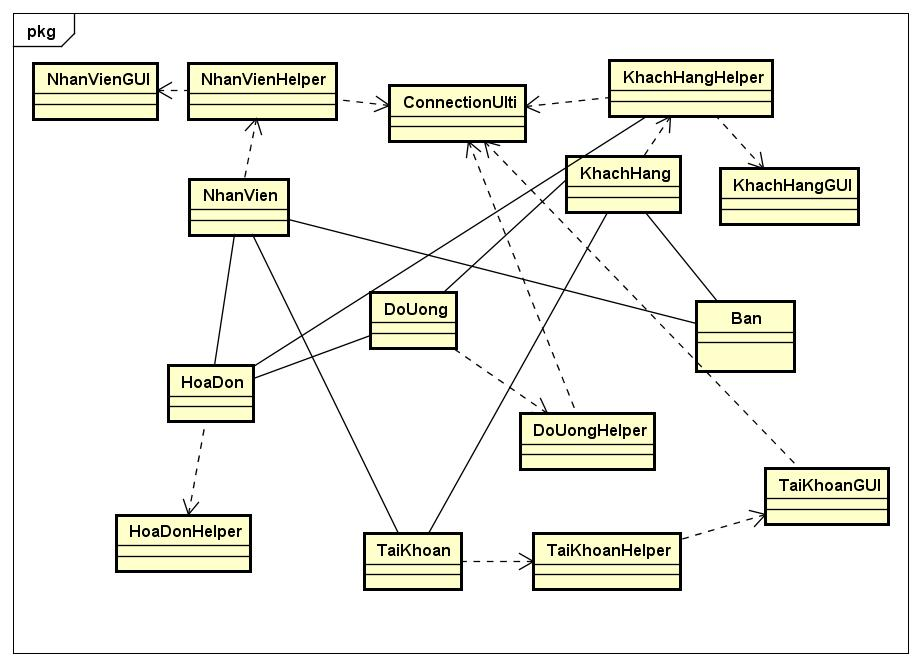 pkg
NhanVienGUI
NhanVienHelper
ConnectionUlti
KhachHangHelper
KhachHang
KhachHangGUI
NhanVien
DoUong
Ban
HoaDon
DoUongHelper
TaiKhoanGUI
HoaDonHelper
TaiKhoan
TaiKhoanHelper